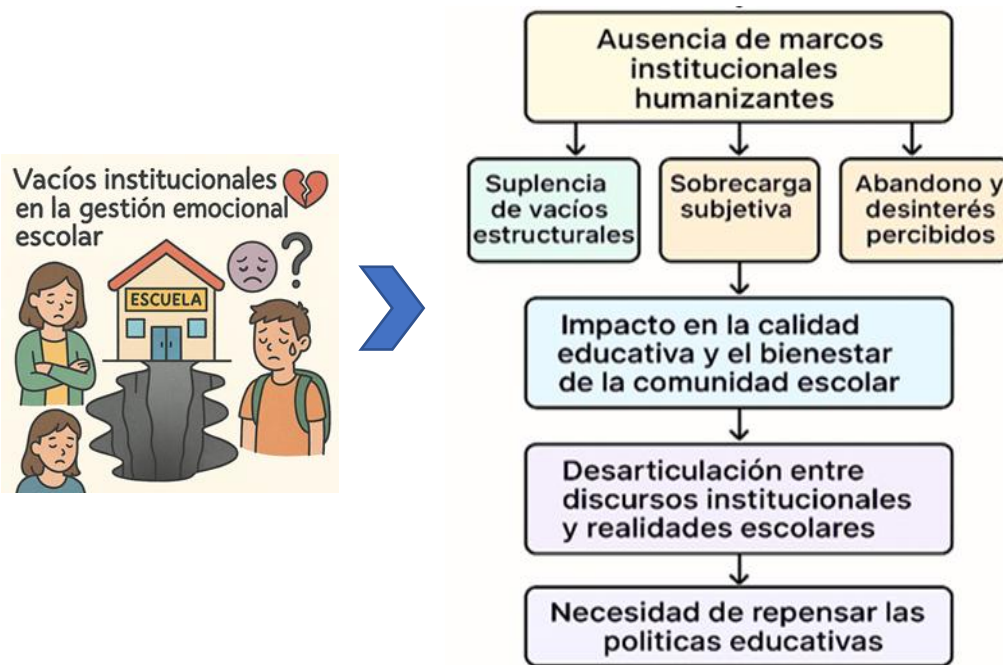 Vacíos institucionales
en la gestión emocional
escolar
?
ESCUELA
Ausencia de marcos
institucionales
humanizantes
Suplencia
de vacíos
estructurales
Sobrecarga
subjetiva
Abandono y
desinterés
percibidos
Impacto en la calidad
educativa y el bienestar
de la comunidad escolar
Desarticulación entre
discursos institucionales
y realidades escolares
Necesidad de repensar las
politicas educativas